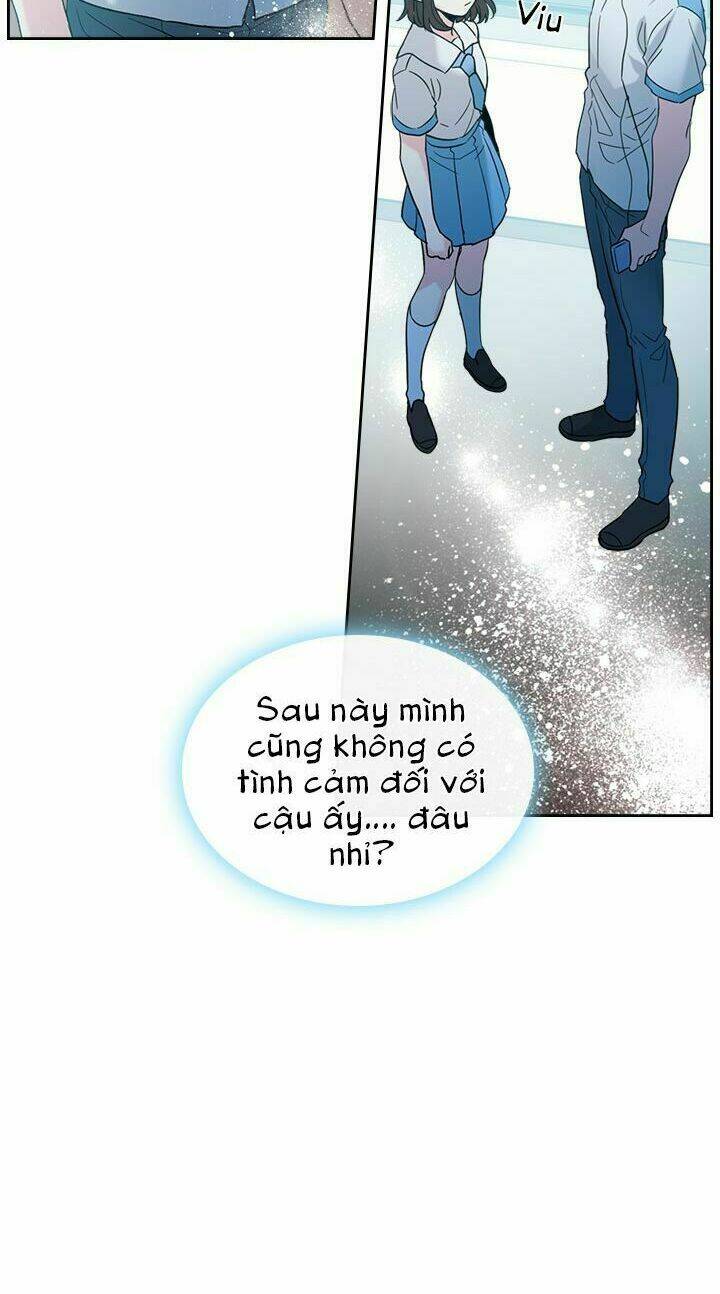 Viu
Sau này mình
cũng không có
tình cảm đối với
cậu ấy.... đâu
nhỉ?